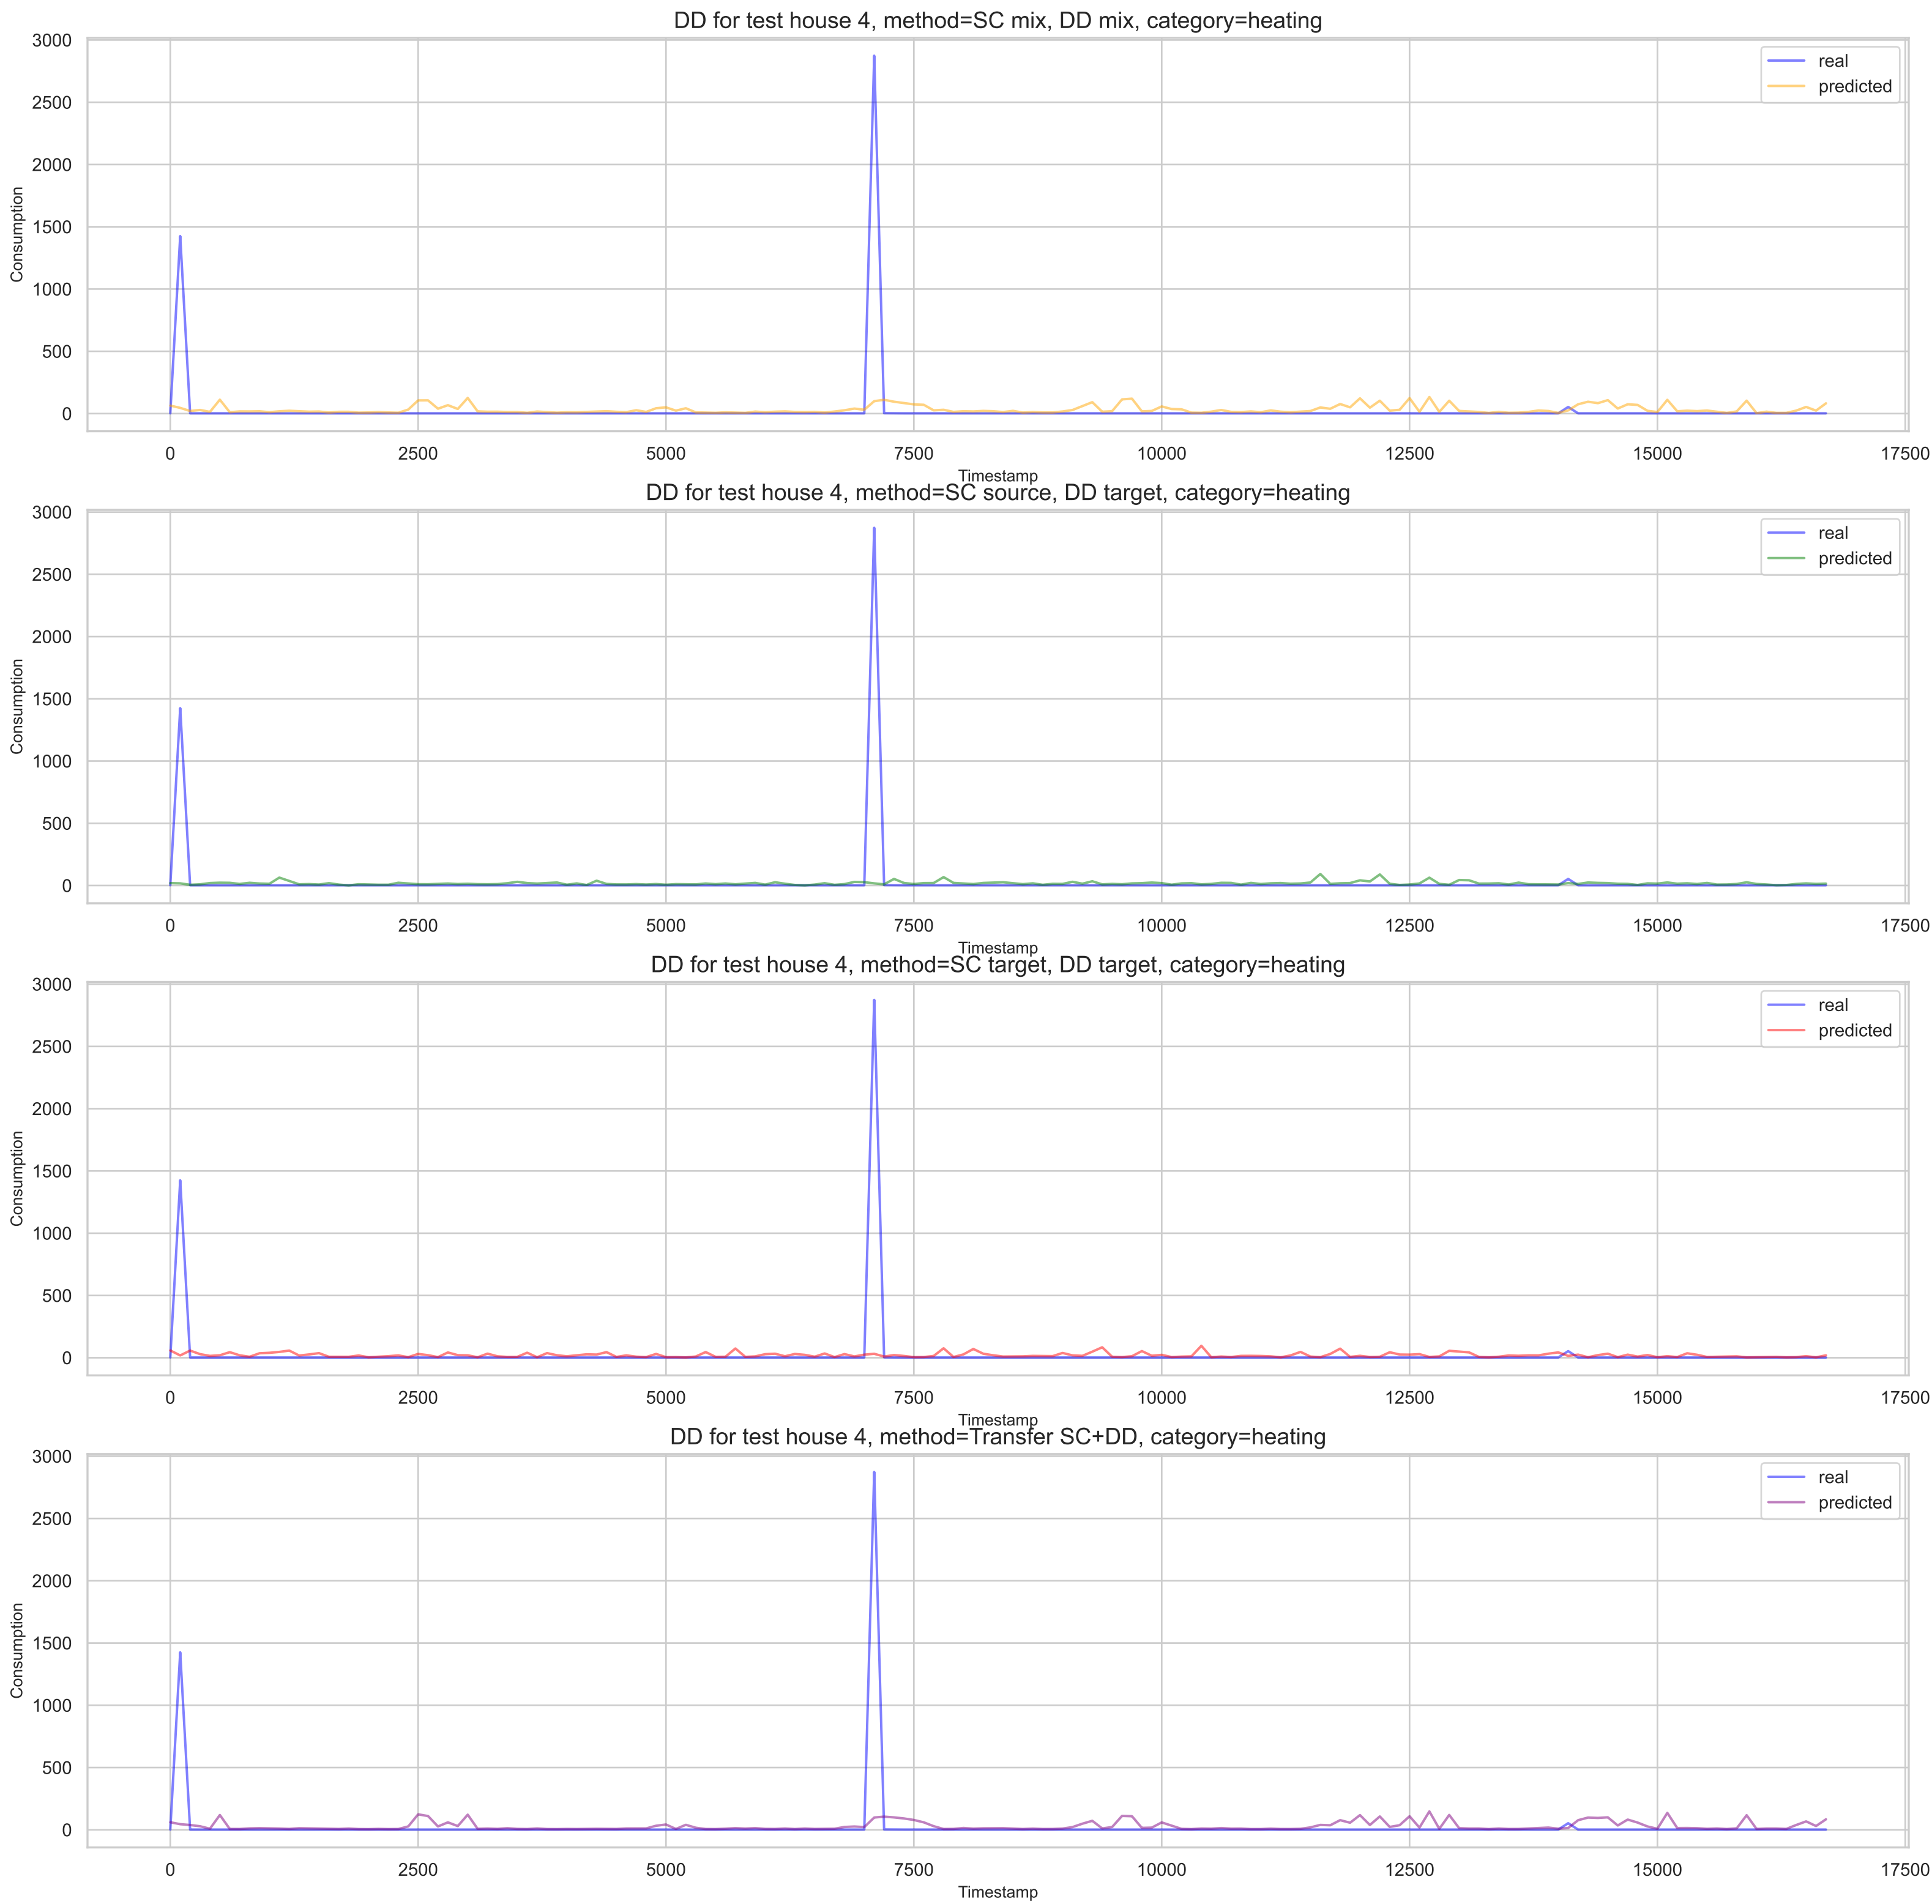 DD for test house 4, method=SC mix, DD mix, category=heating
3000
2500
2000
1500
1000
500
0
Consumption
real
predicted
0 2500 5000 7500 10000 12500 15000 17500
Timestamp
DD for test house 4, method=SC source, DD target, category=heating
3000
2500
2000
1500
1000
500
0
Consumption
real
predicted
0 2500 5000 7500 10000 12500 15000 17500
Timestamp
DD for test house 4, method=SC target, DD target, category=heating
3000
2500
2000
1500
1000
500
0
Consumption
real
predicted
0 2500 5000 7500 10000 12500 15000 17500
Timestamp
DD for test house 4, method=Transfer SC+DD, category=heating
3000
2500
2000
1500
1000
500
0
Consumption
real
predicted
0 2500 5000 7500 10000 12500 15000 17500
Timestamp